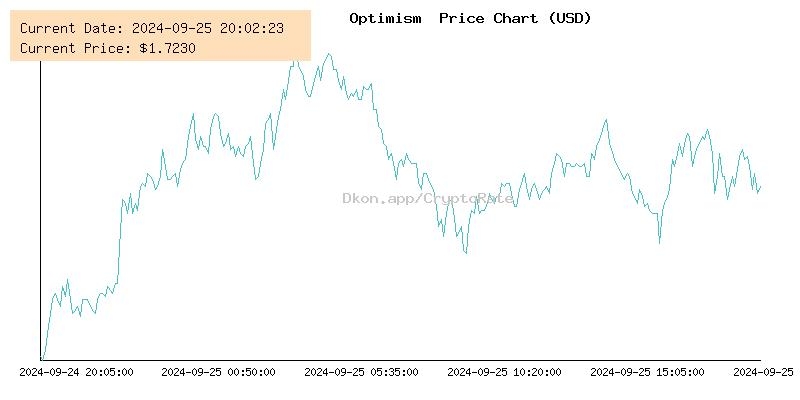 Optimism Price Chart (USD)
Current Date: 2024-09-25 20:02:23
Current Price: $1.7230
Dkon.app/CryptoRate
2024-09-24 20:05:00 2024-09-25 00:50:00 2024-09-25 05:35:00 2024-09-25 10:20:00 2024-09-25 15:05:00 2024-09-25